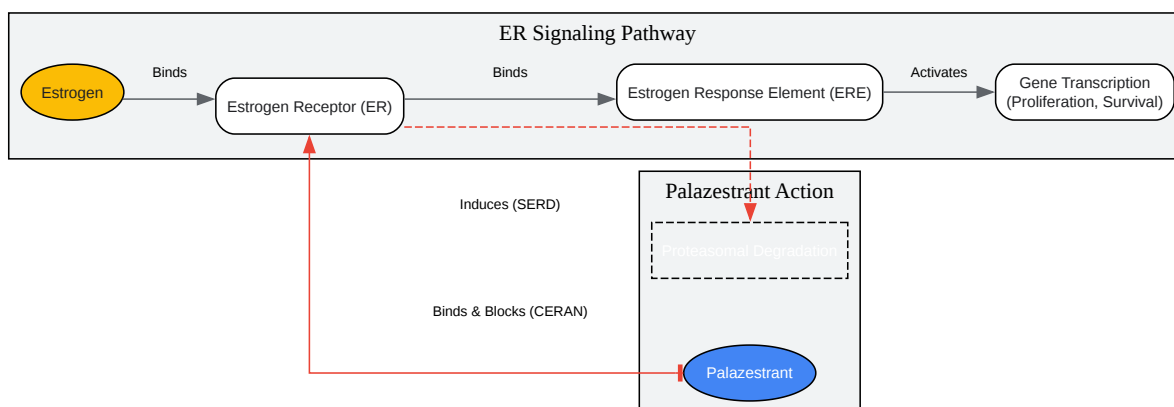 ER Signaling Pathway
Binds
Binds
Activates
Estrogen
Estrogen Receptor (ER)
Estrogen Response Element (ERE)
Gene Transcription
(Proliferation, Survival)
Palazestrant Action
Induces (SERD)
Proteasomal Degradation
Binds & Blocks (CERAN)
Palazestrant